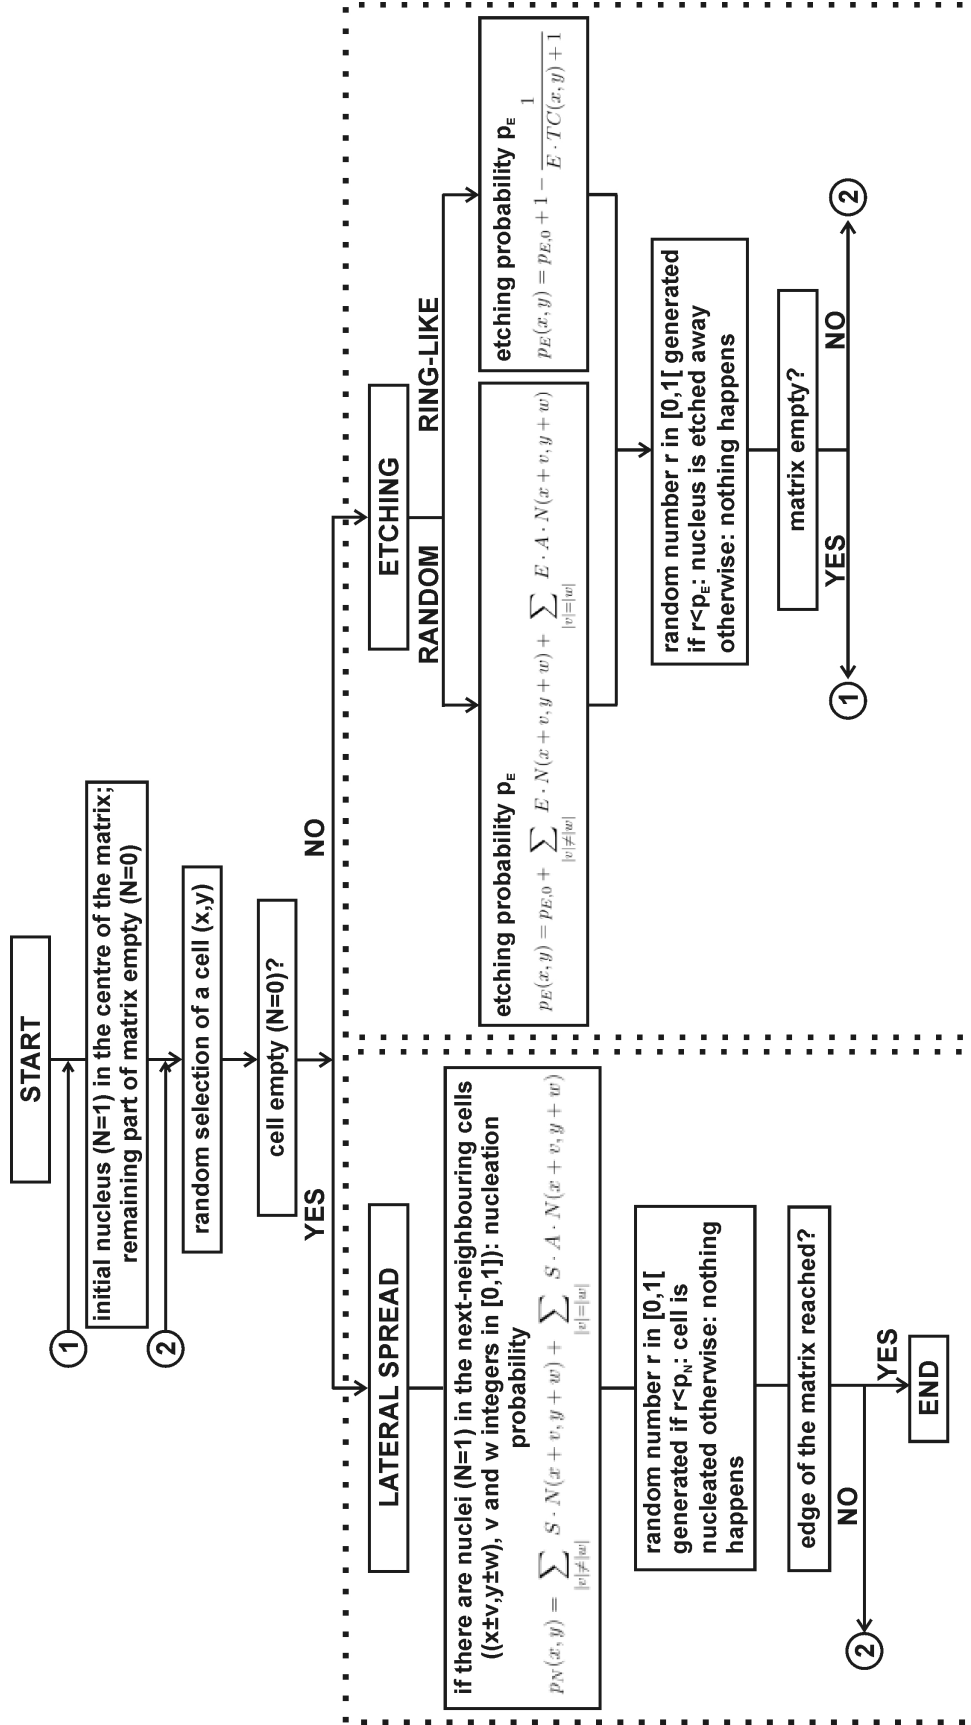 START
1
initial nucleus (N=1) in the centre of the matrix;
remaining part of matrix empty (N=0)
2
random selection of a cell (x,y)
cell empty (N=0)?
YES
NO
LATERAL SPREAD
if there are nuclei (N=1) in the next-neighbouring cells
((x±v,y±w), v and w integers in [0,1]): nucleation
probability
p_N(x, y) = ∑_{|v|≠|w|} S · N(x + v, y + w) + ∑_{|v|=|w|} S · A · N(x + v, y + w)
random number r in [0,1[
generated if r<p_N: cell is
nucleated otherwise: nothing
happens
edge of the matrix reached?
NO
YES
2
END
ETCHING
RANDOM
RING-LIKE
etching probability p_E
p_E(x, y) = p_{E,0} + ∑_{|v|≠|w|} E · N(x + v, y + w) + ∑_{|v|=|w|} E · A · N(x + v, y + w)
etching probability p_E
p_E(x, y) = p_{E,0} + 1 − 1 / (E · TC(x, y) + 1)
random number r in [0,1[ generated
if r<p_E: nucleus is etched away
otherwise: nothing happens
matrix empty?
YES
NO
1
2